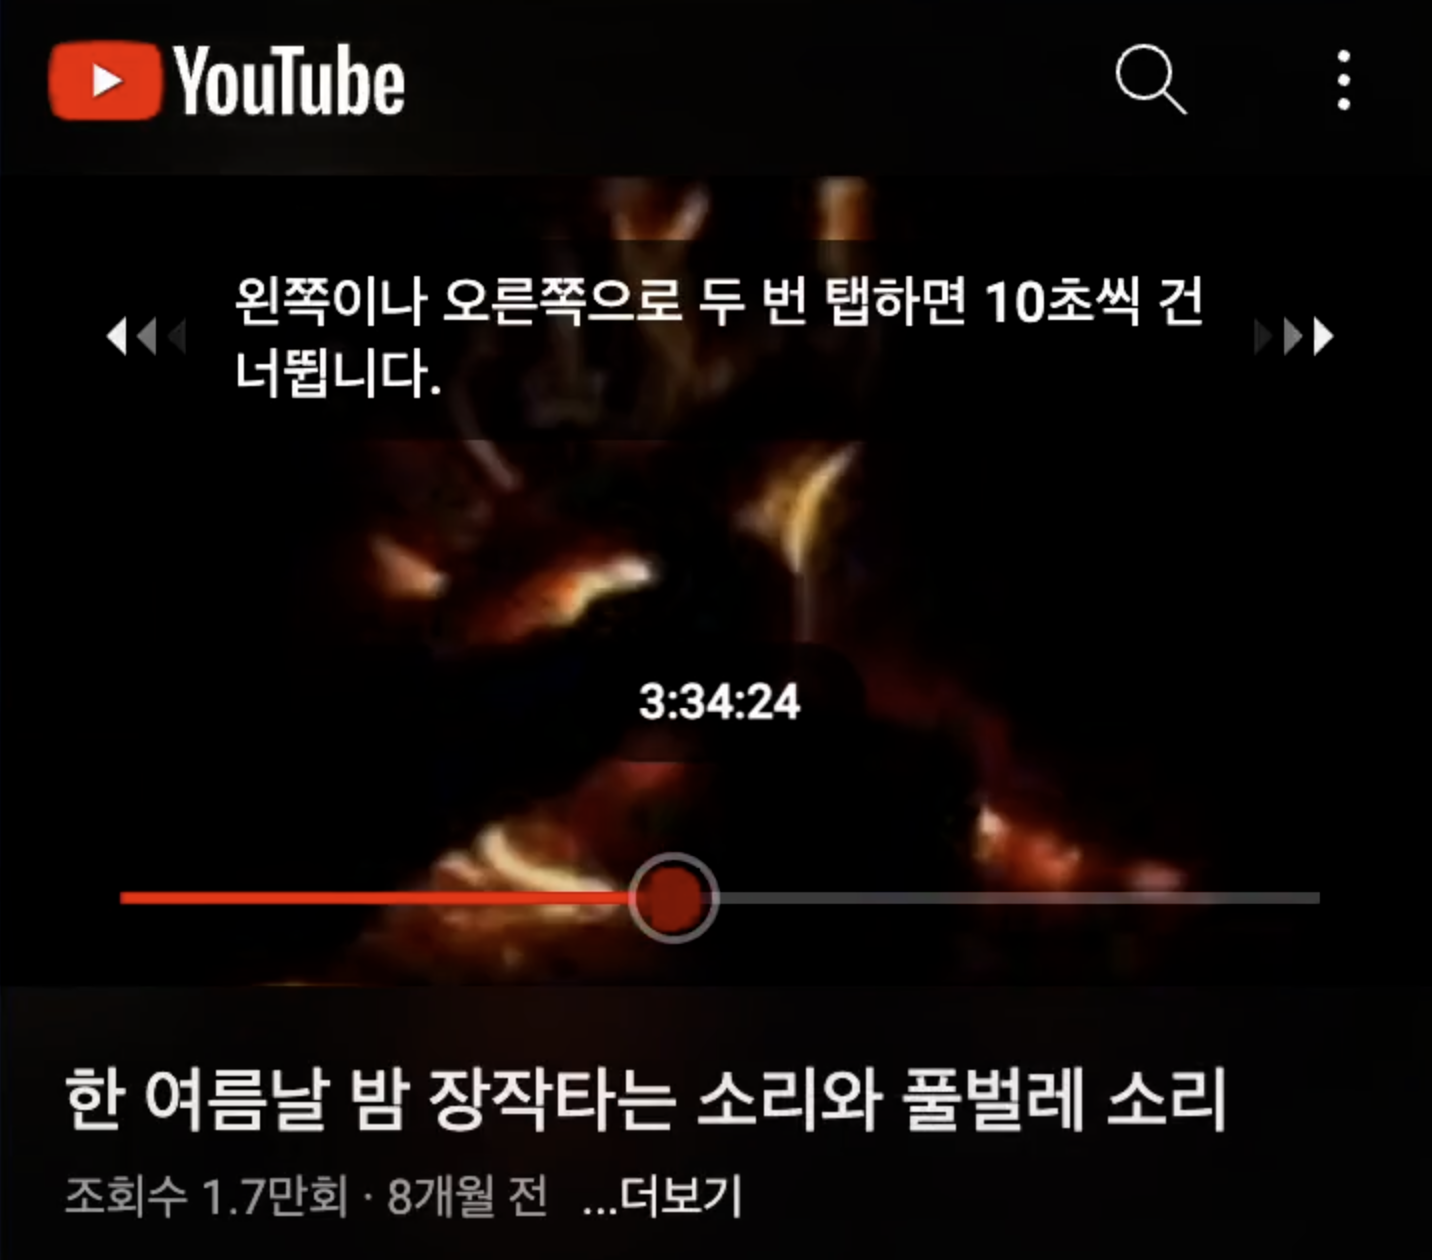 YouTube
왼쪽이나 오른쪽으로 두 번 탭하면 10초씩 건
너뜁니다.
3:34:24
한 여름날 밤 장작타는 소리와 풀벌레 소리
조회수 1.7만회 · 8개월 전 ...더보기